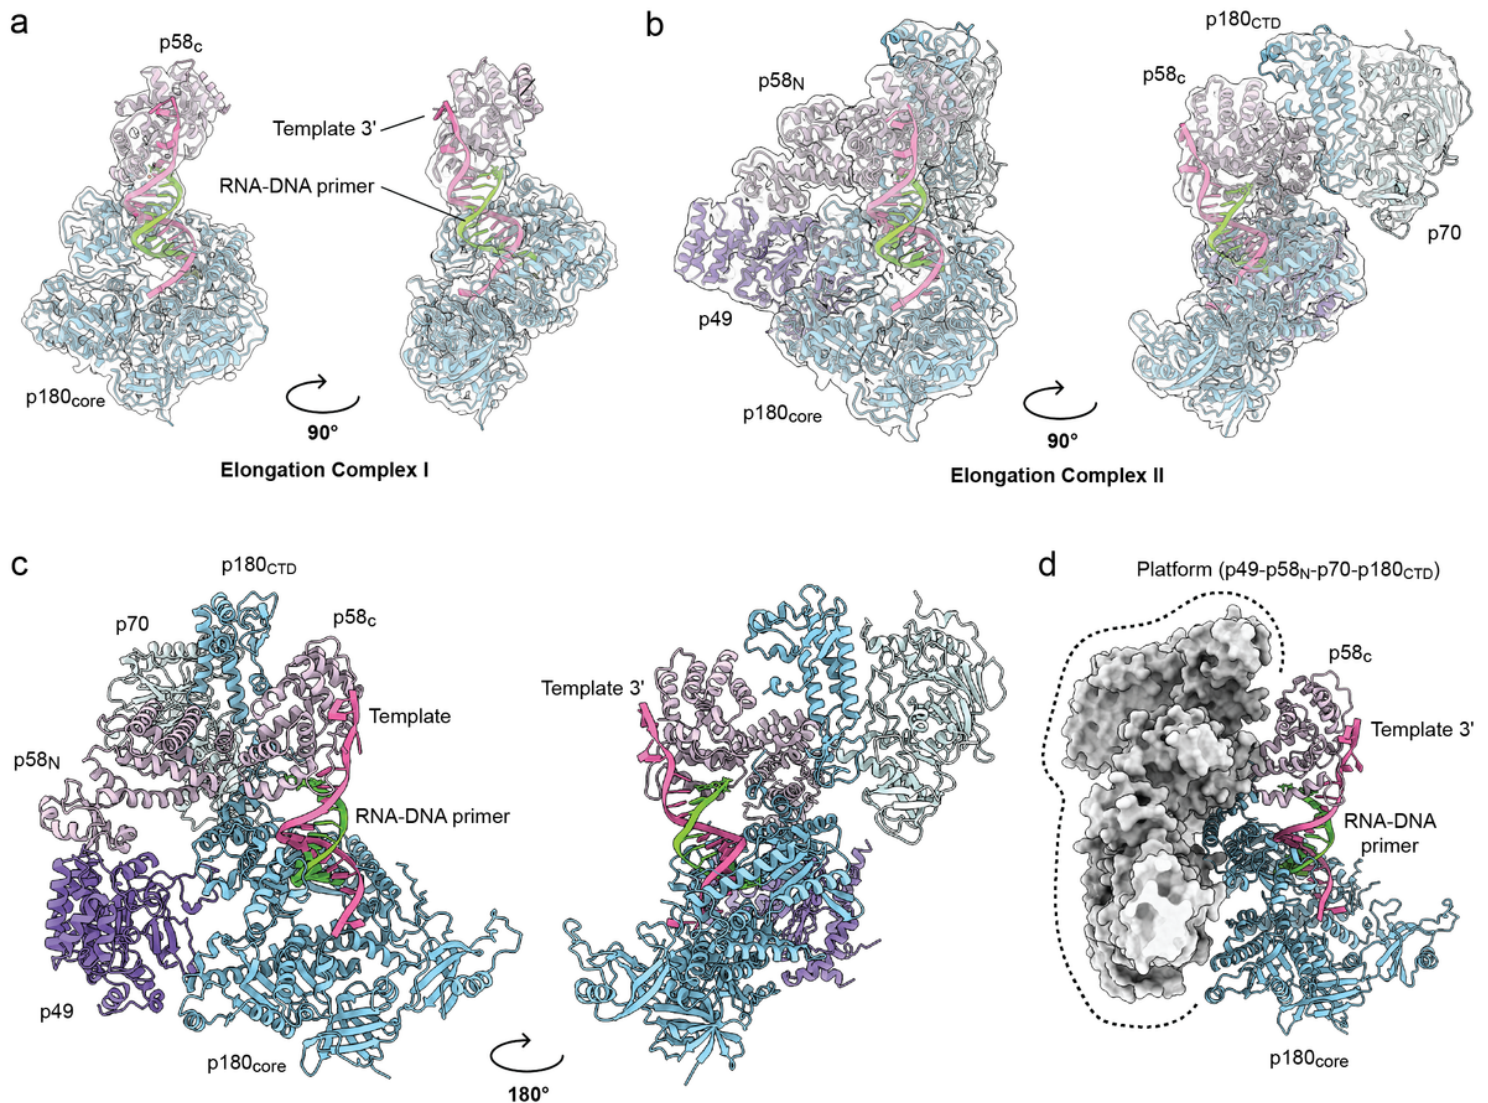 a
p58c
Template 3'
RNA-DNA primer
p180core
90°
Elongation Complex I
b
p180CTD
p58N
p58c
p49
p70
p180core
90°
Elongation Complex II
c
p180CTD
p70
p58c
Template 3'
Template
p58N
RNA-DNA primer
p49
p180core
180°
d
Platform (p49-p58N-p70-p180CTD)
p58c
Template 3'
RNA-DNA
primer
p180core